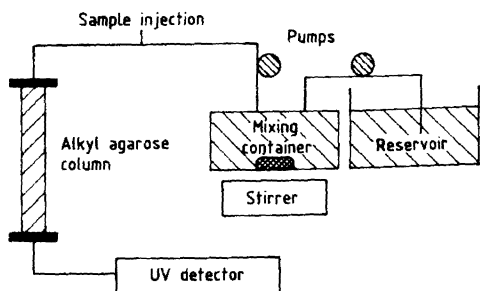 Sample injection
Pumps
Alkyl agarose
column
Mixing
container
Reservoir
Stirrer
UV detector